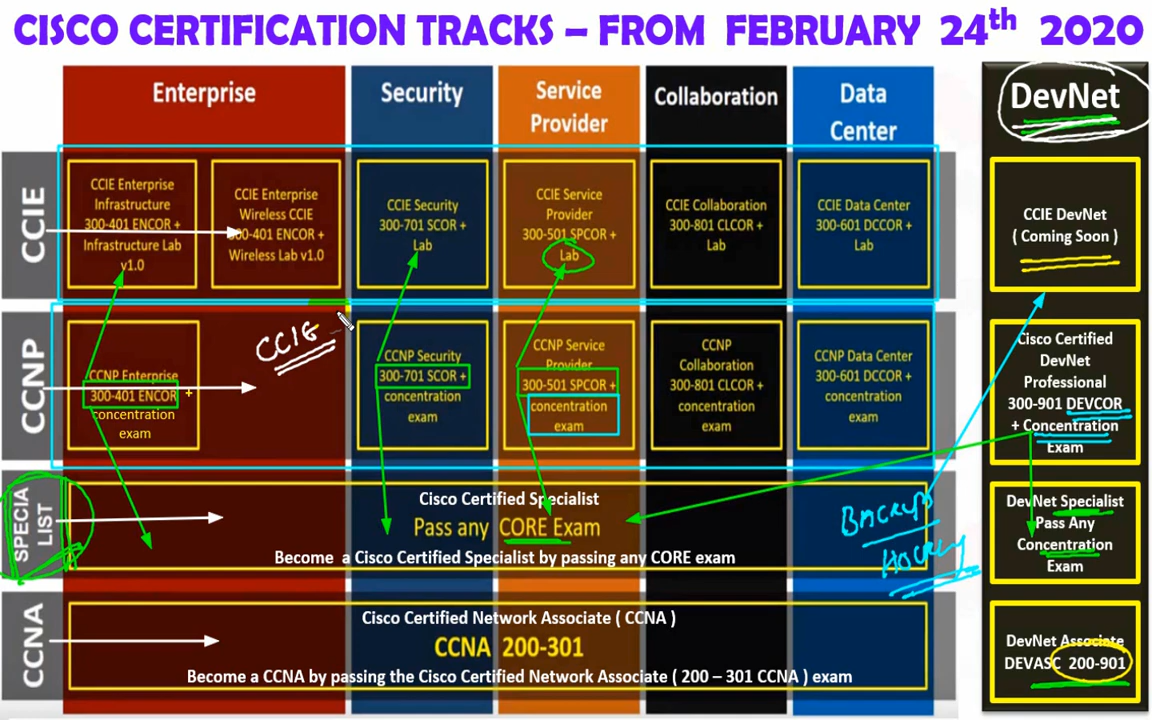 CISCO CERTIFICATION TRACKS – FROM FEBRUARY 24th 2020
Enterprise
Security
Service
Provider
Collaboration
Data
Center
DevNet
CCIE
CCIE Enterprise
Infrastructure
300-401 ENCOR +
Infrastructure Lab
v1.0
CCIE Enterprise
Wireless CCIE
300-401 ENCOR +
Wireless Lab v1.0
CCIE Security
300-701 SCOR +
Lab
CCIE Service
Provider
300-501 SPCOR +
Lab
CCIE Collaboration
300-801 CLCOR +
Lab
CCIE Data Center
300-601 DCCOR +
Lab
CCIE DevNet
( Coming Soon )
CCNP
CCNP Enterprise
300-401 ENCOR +
concentration
exam
CCIE
CCNP Security
300-701 SCOR +
concentration
exam
CCNP Service
Provider
300-501 SPCOR +
concentration
exam
CCNP
Collaboration
300-801 CLCOR +
concentration
exam
CCNP Data Center
300-601 DCCOR +
concentration
exam
Cisco Certified
DevNet
Professional
300-901 DEVCOR
+ Concentration
Exam
SPECIA
LIST
Cisco Certified Specialist
Pass any CORE Exam
Become a Cisco Certified Specialist by passing any CORE exam
DevNet Specialist
Pass Any
Concentration
Exam
CCNA
Cisco Certified Network Associate ( CCNA )
CCNA 200-301
Become a CCNA by passing the Cisco Certified Network Associate ( 200 – 301 CCNA ) exam
DevNet Associate
DEVASC 200-901